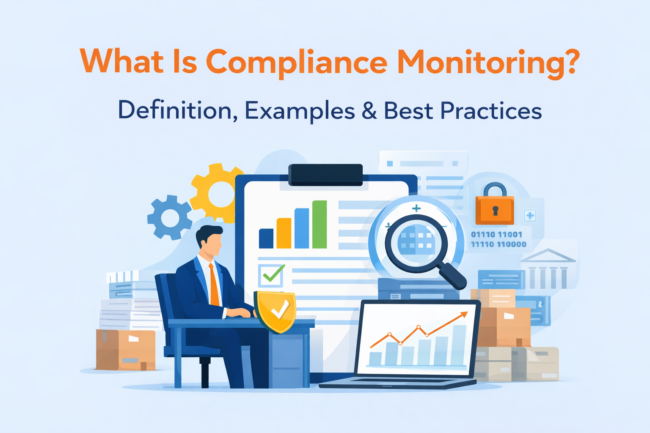 What Is Compliance Monitoring?
Definition, Examples & Best Practices
01110 11001
11110 110000